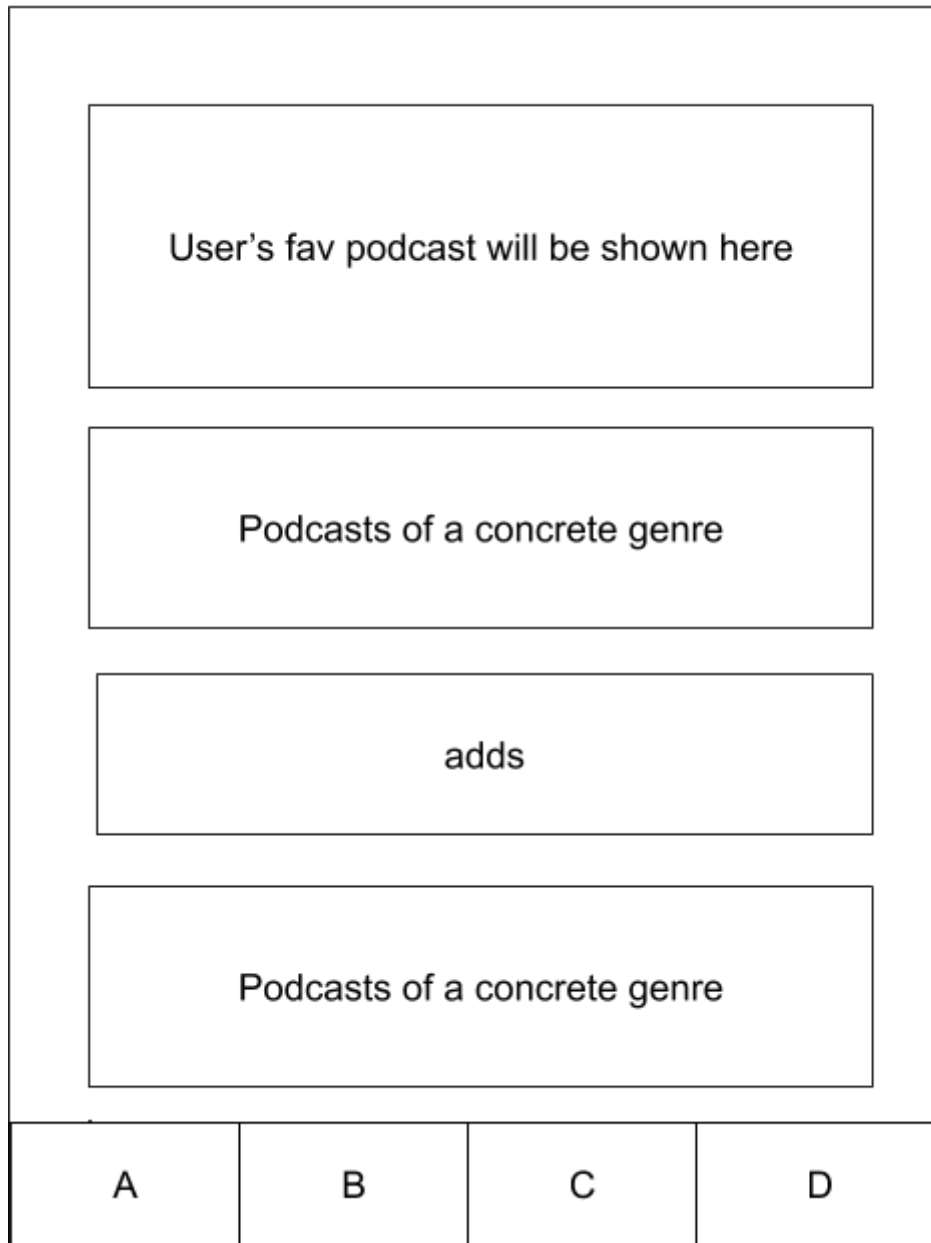 User’s fav podcast will be shown here
Podcasts of a concrete genre
adds
Podcasts of a concrete genre
A B C D